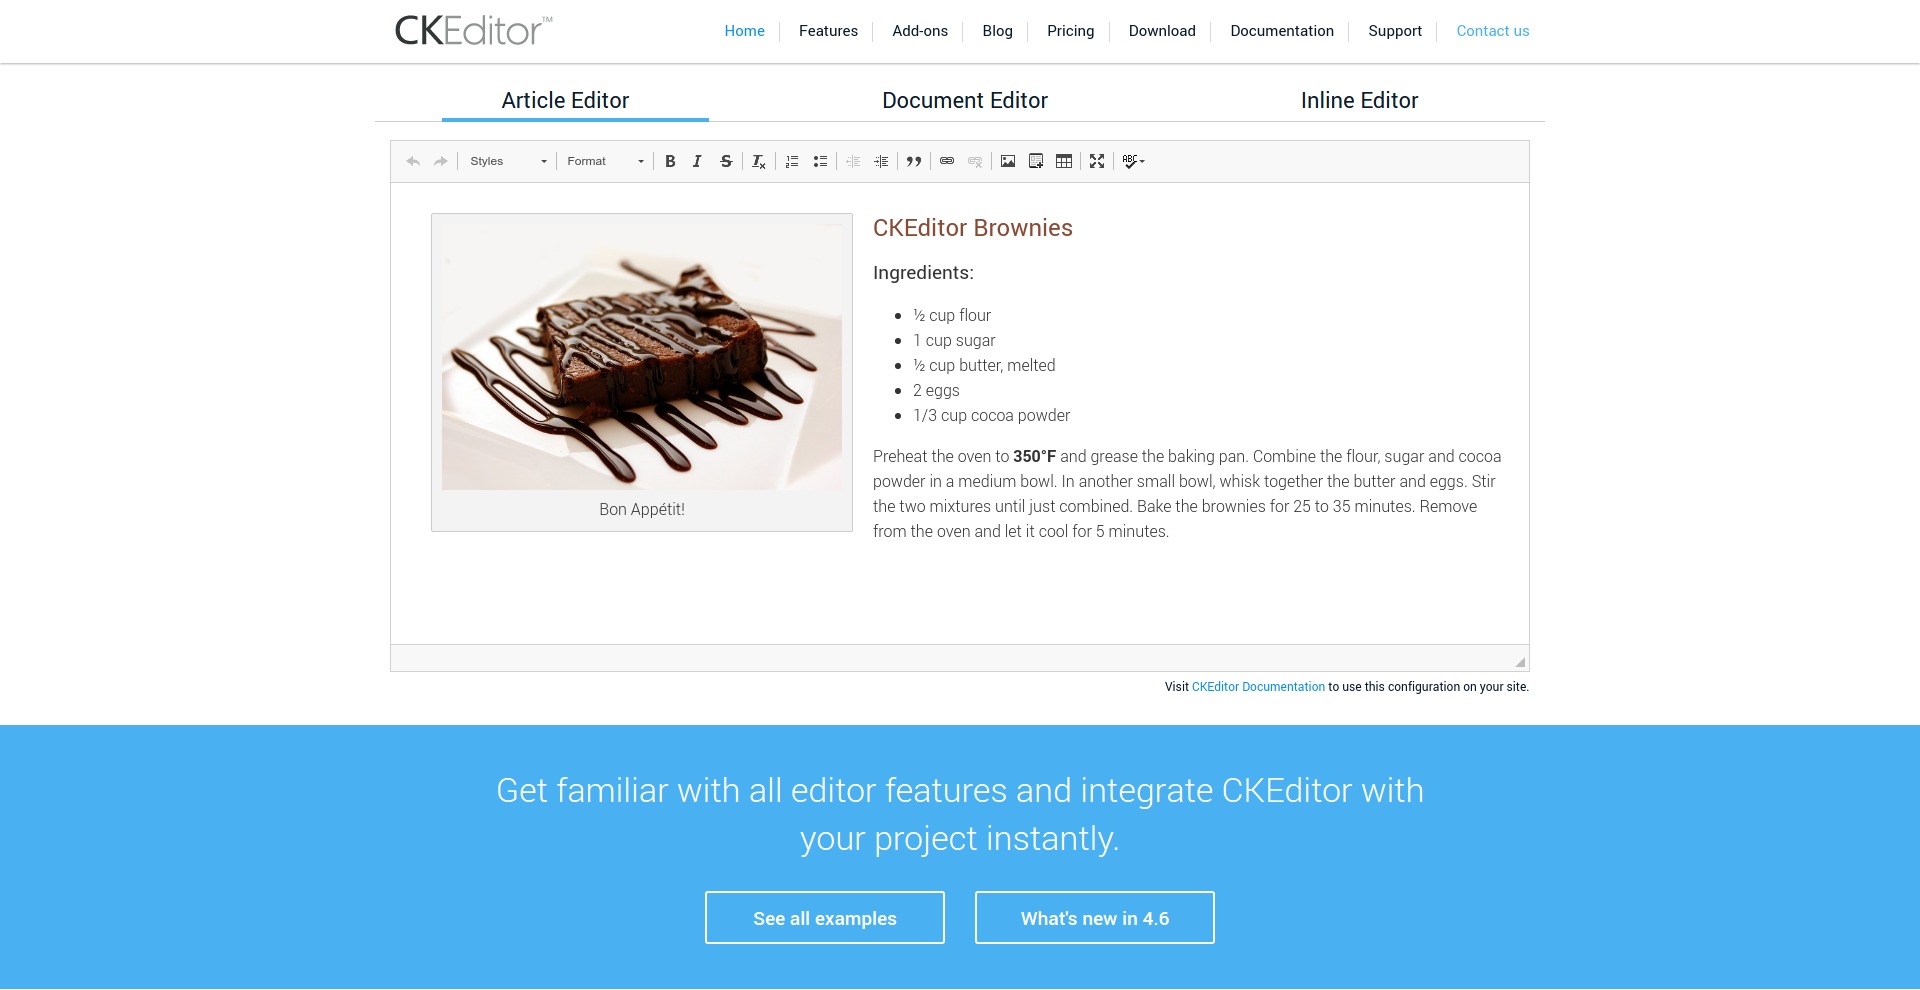 CKEditor™
Home
Features
Add-ons
Blog
Pricing
Download
Documentation
Support
Contact us
Article Editor
Document Editor
Inline Editor
Styles
Format
B
I
S
ABC
CKEditor Brownies
Ingredients:
½ cup flour
1 cup sugar
½ cup butter, melted
2 eggs
1/3 cup cocoa powder
Preheat the oven to 350°F and grease the baking pan. Combine the flour, sugar and cocoa
powder in a medium bowl. In another small bowl, whisk together the butter and eggs. Stir
the two mixtures until just combined. Bake the brownies for 25 to 35 minutes. Remove
from the oven and let it cool for 5 minutes.
Bon Appétit!
Visit CKEditor Documentation to use this configuration on your site.
Get familiar with all editor features and integrate CKEditor with
your project instantly.
See all examples
What's new in 4.6